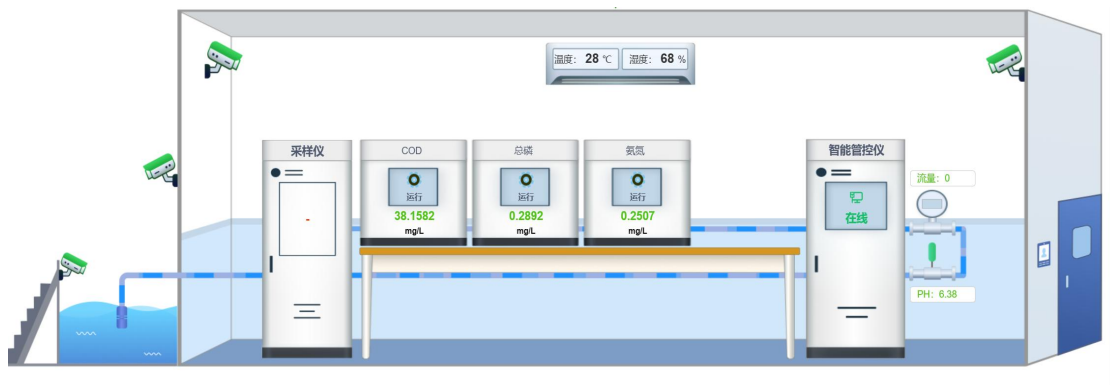 温度： 28 ℃ 湿度： 68 %
采样仪
-
COD
运行
38.1582
mg/L
总磷
运行
0.2892
mg/L
氨氮
运行
0.2507
mg/L
智能管控仪
在线
流量：0
PH：6.38